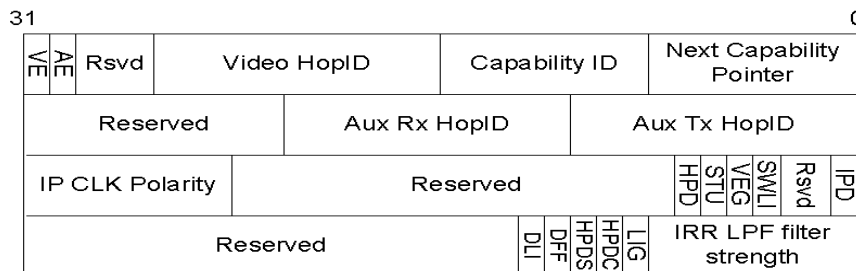 31 0
VE AE Rsvd Video HopID Capability ID Next Capability Pointer
Reserved Aux Rx HopID Aux Tx HopID
IP CLK Polarity Reserved HPD STU VEG SWLI Rsvd IPD
Reserved DLI DFF HPDS HPDC LIG IRR LPF filter strength